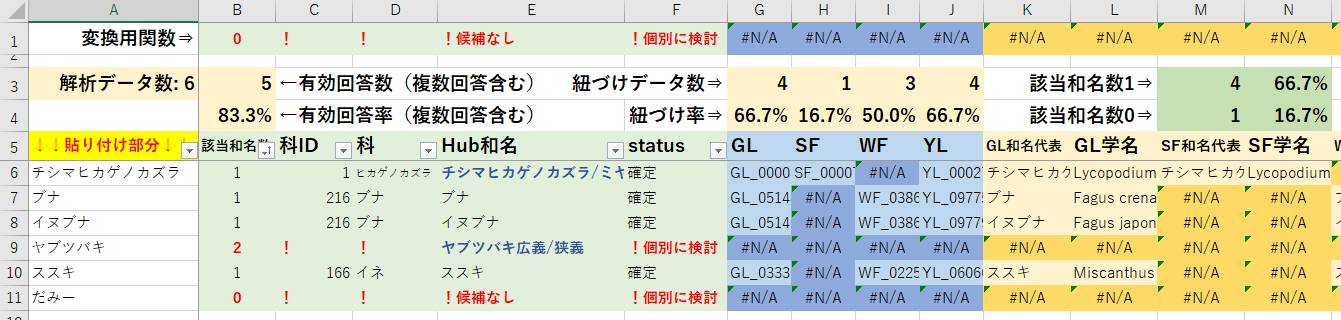 A B C D E F G H I J K L M N
1 変換用関数⇒ 0 ! ! !候補なし !個別に検討 #N/A #N/A #N/A #N/A #N/A #N/A #N/A #N/A
2
3 解析データ数: 6 5 ←有効回答数（複数回答含む） 紐づけデータ数⇒ 4 1 3 4 該当和名数1⇒ 4 66.7%
4 83.3% ←有効回答率（複数回答含む） 紐づけ率⇒ 66.7% 16.7% 50.0% 66.7% 該当和名数0⇒ 1 16.7%
5 ↓↓貼り付け部分↓ 該当和名数 科ID 科 Hub和名 status GL SF WF YL GL和名代表 GL学名 SF和名代表 SF学名
6 チシマヒカゲノカズラ 1 1 ヒカゲノカズラ チシマヒカゲノカズラ/ミヤ 確定 GL_0000 SF_0000 #N/A YL_0002 チシマヒカゲ Lycopodium チシマヒカゲ Lycopodium
7 ブナ 1 216 ブナ ブナ 確定 GL_0514 #N/A WF_0386 YL_0977 ブナ Fagus crena #N/A #N/A
8 イヌブナ 1 216 ブナ イヌブナ 確定 GL_0514 #N/A WF_0386 YL_0977 イヌブナ Fagus japon #N/A #N/A
9 ヤブツバキ 2 ! ! ヤブツバキ広義/狭義 !個別に検討 #N/A #N/A #N/A #N/A #N/A #N/A #N/A #N/A
10 ススキ 1 166 イネ ススキ 確定 GL_0333 #N/A WF_0225 YL_0606 ススキ Miscanthus #N/A #N/A
11 だみー 0 ! ! !候補なし !個別に検討 #N/A #N/A #N/A #N/A #N/A #N/A #N/A #N/A